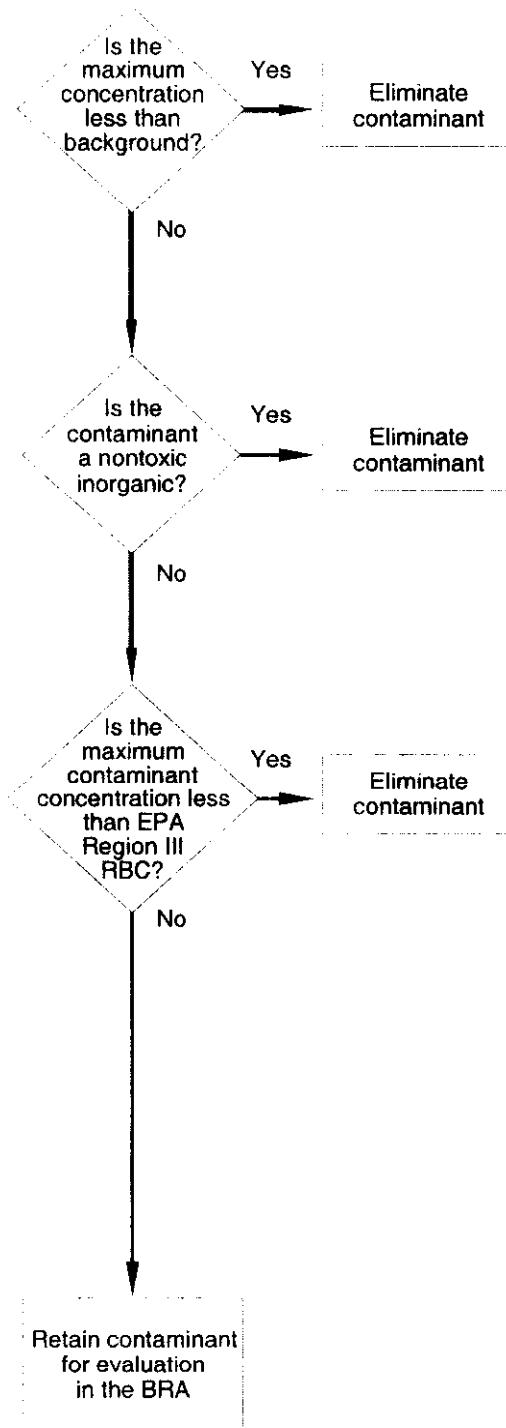 Is the
maximum
concentration
less than
background?
Yes
Eliminate
contaminant
No
Is the
contaminant
a nontoxic
inorganic?
Yes
Eliminate
contaminant
No
Is the
maximum
contaminant
concentration less
than EPA
Region III
RBC?
Yes
Eliminate
contaminant
No
Retain contaminant
for evaluation
in the BRA